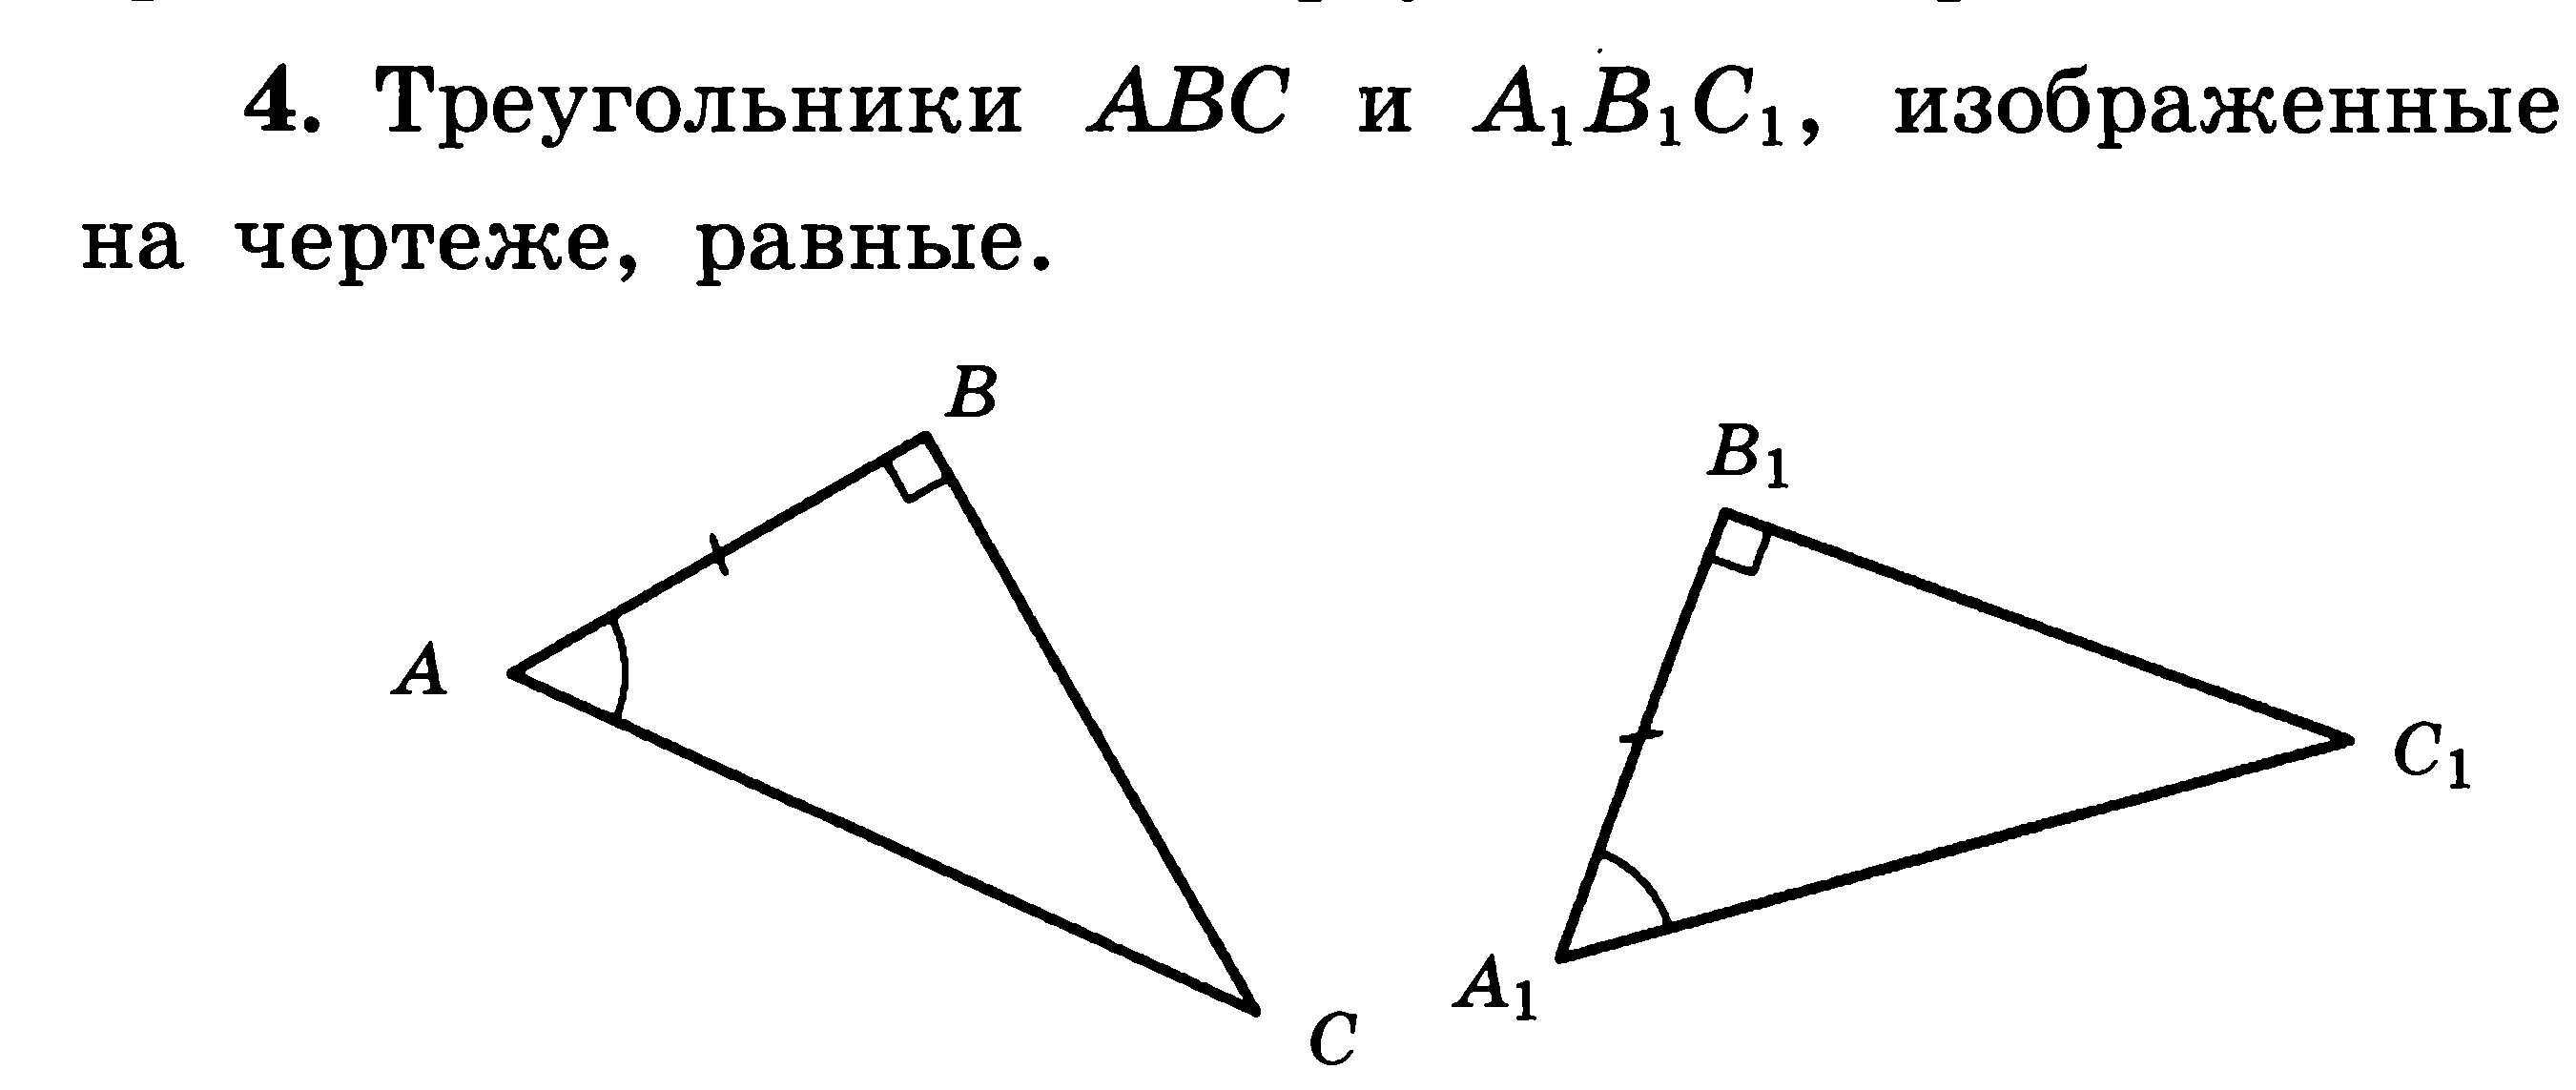 4. Треугольники ABC и A₁B₁C₁, изображенные
на чертеже, равные.
B
B₁
A
C₁
A₁
C